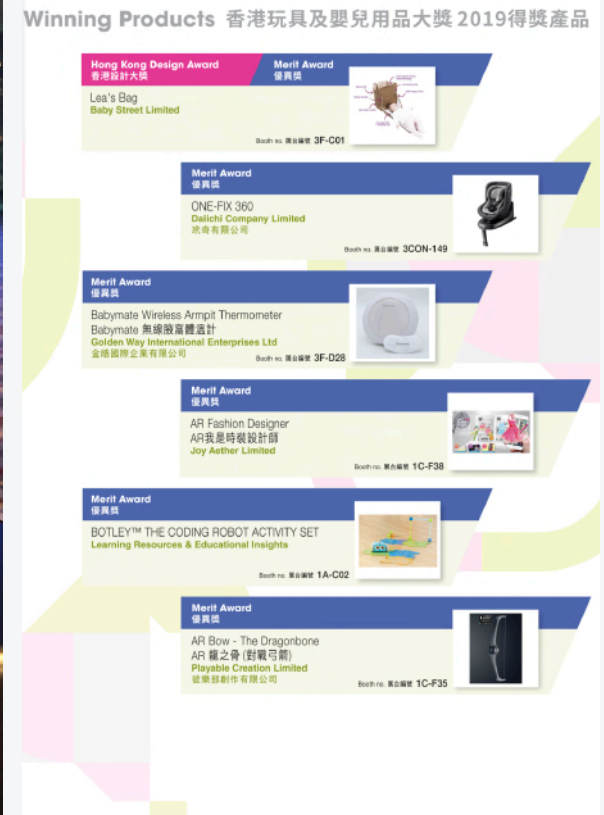 Winning Products 香港玩具及嬰兒用品大獎 2019得獎產品
Hong Kong Design Award
香港設計大獎
Merit Award
優異獎
Lea's Bag
Baby Street Limited
Booth no. 展台編號 3F-C01
Merit Award
優異獎
ONE-FIX 360
Daiichi Company Limited
Booth no. 展台編號 3CON-149
Merit Award
優異獎
Babymate Wireless Armpit Thermometer
Babymate 無線腋窩體溫計
Golden Way International Enterprises Ltd
金皓國際企業有限公司
Booth no. 展台編號 3F-D28
Merit Award
優異獎
AR Fashion Designer
AR我是時裝設計師
Joy Aether Limited
Booth no. 展台編號 1C-F38
Merit Award
優異獎
BOTLEY™ THE CODING ROBOT ACTIVITY SET
Learning Resources & Educational Insights
Booth no. 展台編號 1A-C02
Merit Award
優異獎
AR Bow - The Dragonbone
AR 龍之骨 (對戰弓箭)
Playable Creation Limited
Booth no. 展台編號 1C-F35